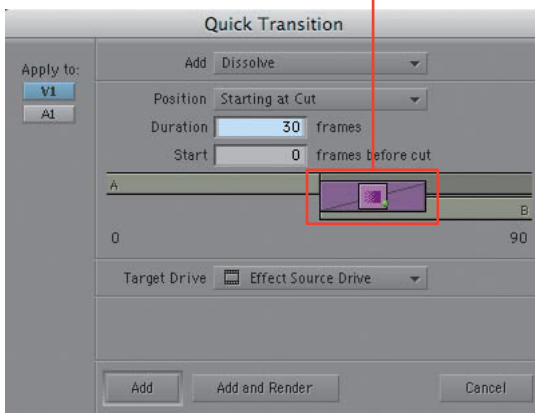 Quick Transition
Apply to:
V1
A1
Add Dissolve
Position Starting at Cut
Duration 30 frames
Start 0 frames before cut
A
B
0 90
Target Drive Effect Source Drive
Add Add and Render Cancel